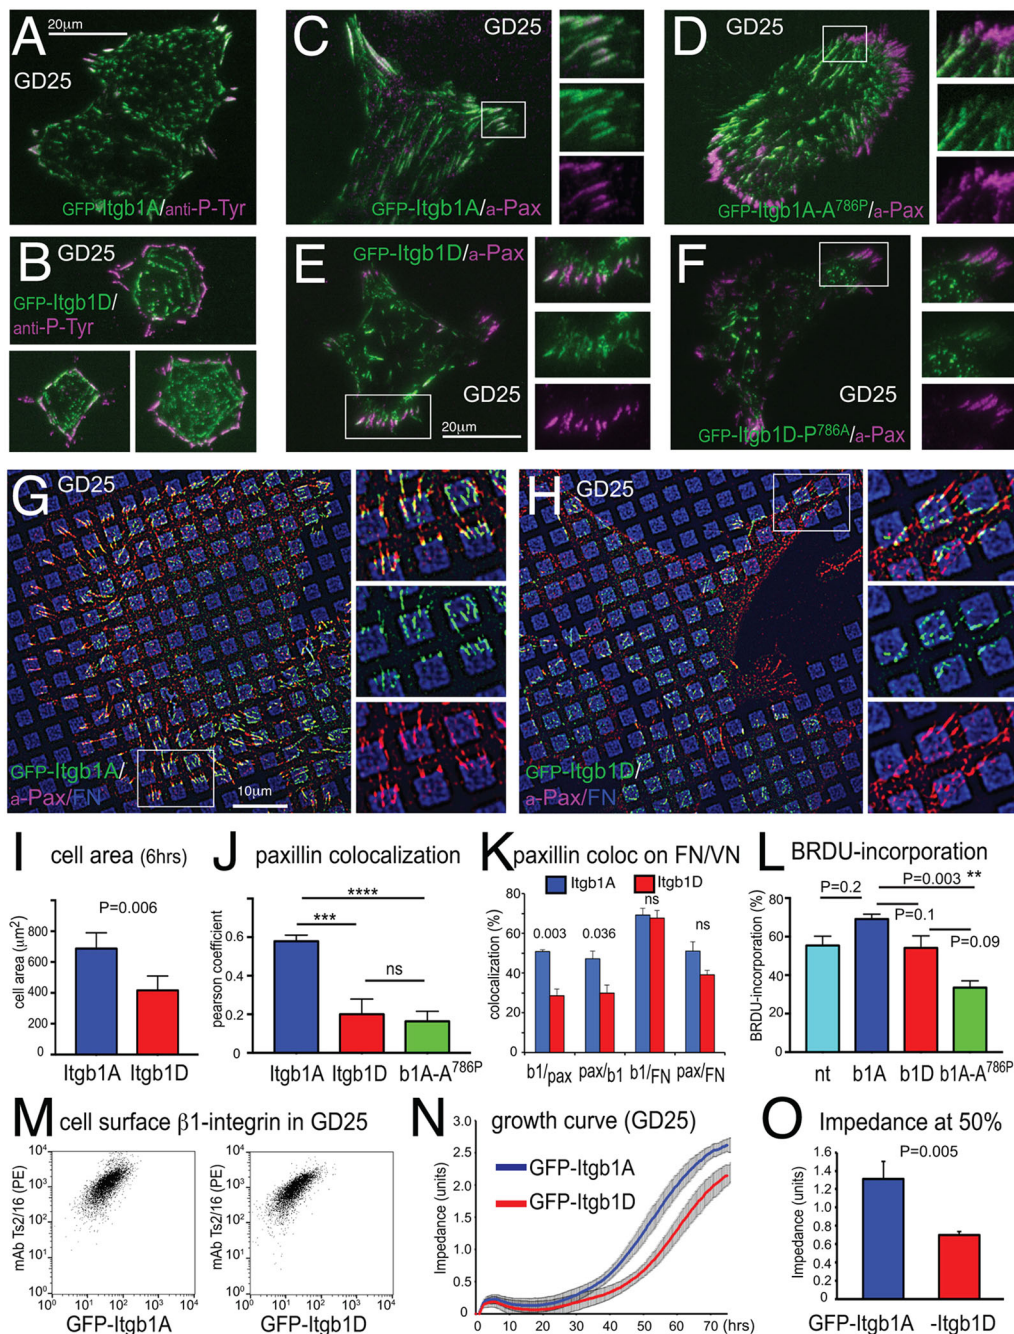 A
20μm
GD25
GFP-Itgb1A/anti-P-Tyr
B
GD25
GFP-Itgb1D/
anti-P-Tyr
C
GD25
GFP-Itgb1A/a-Pax
D
GD25
GFP-Itgb1A-A786P/a-Pax
E
GFP-Itgb1D/a-Pax
GD25
20μm
F
GD25
GFP-Itgb1D-P786A/a-Pax
G
GD25
GFP-Itgb1A/
a-Pax/FN
10μm
H
GD25
GFP-Itgb1D/
a-Pax/FN
I cell area (6hrs)
P=0.006
cell area (μm2)
800
600
400
200
0
Itgb1A Itgb1D
J paxillin colocalization
****
***
ns
pearson coefficient
0.6
0.4
0.2
0
Itgb1A Itgb1D b1A-A786P
K paxillin coloc on FN/VN
Itgb1A Itgb1D
0.003 0.036 ns ns
colocalization (%)
80
60
40
20
0
b1/pax pax/b1 b1/FN pax/FN
L BRDU-incorporation
P=0.2
P=0.003 **
P=0.1
P=0.09
BRDU-incorporation (%)
80
60
40
20
0
nt b1A b1D b1A-A786P
M cell surface β1-integrin in GD25
mAb Ts2/16 (PE)
104
103
102
101
100
100 101 102 104
GFP-Itgb1A
mAb Ts2/16 (PE)
104
103
102
101
100
100 101 102 104
GFP-Itgb1D
N growth curve (GD25)
GFP-Itgb1A
GFP-Itgb1D
Impedance (units)
3.0
2.5
2.0
1.5
1.0
0.5
0
0 10 20 30 40 50 60 70 (hrs)
O Impedance at 50%
P=0.005
Impedance (units)
1.6
1.4
1.2
1.0
0.8
0.6
0.4
0.2
0
GFP-Itgb1A -Itgb1D